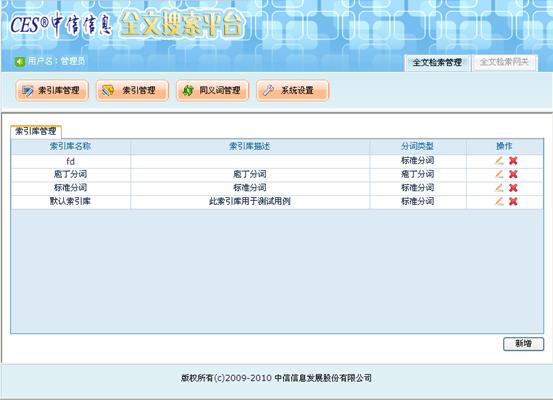 CES®中信信息 全文搜索平台
用户名：管理员
全文检索管理 全文检索网关
索引库管理 索引管理 同义词管理 系统设置
索引库管理
索引库名称 索引库描述 分词类型 操作
fd 标准分词
庖丁分词 庖丁分词 庖丁分词
标准分词 标准分词 标准分词
默认索引库 此索引库用于测试用例 标准分词
新增
版权所有(c)2009-2010 中信信息发展股份有限公司